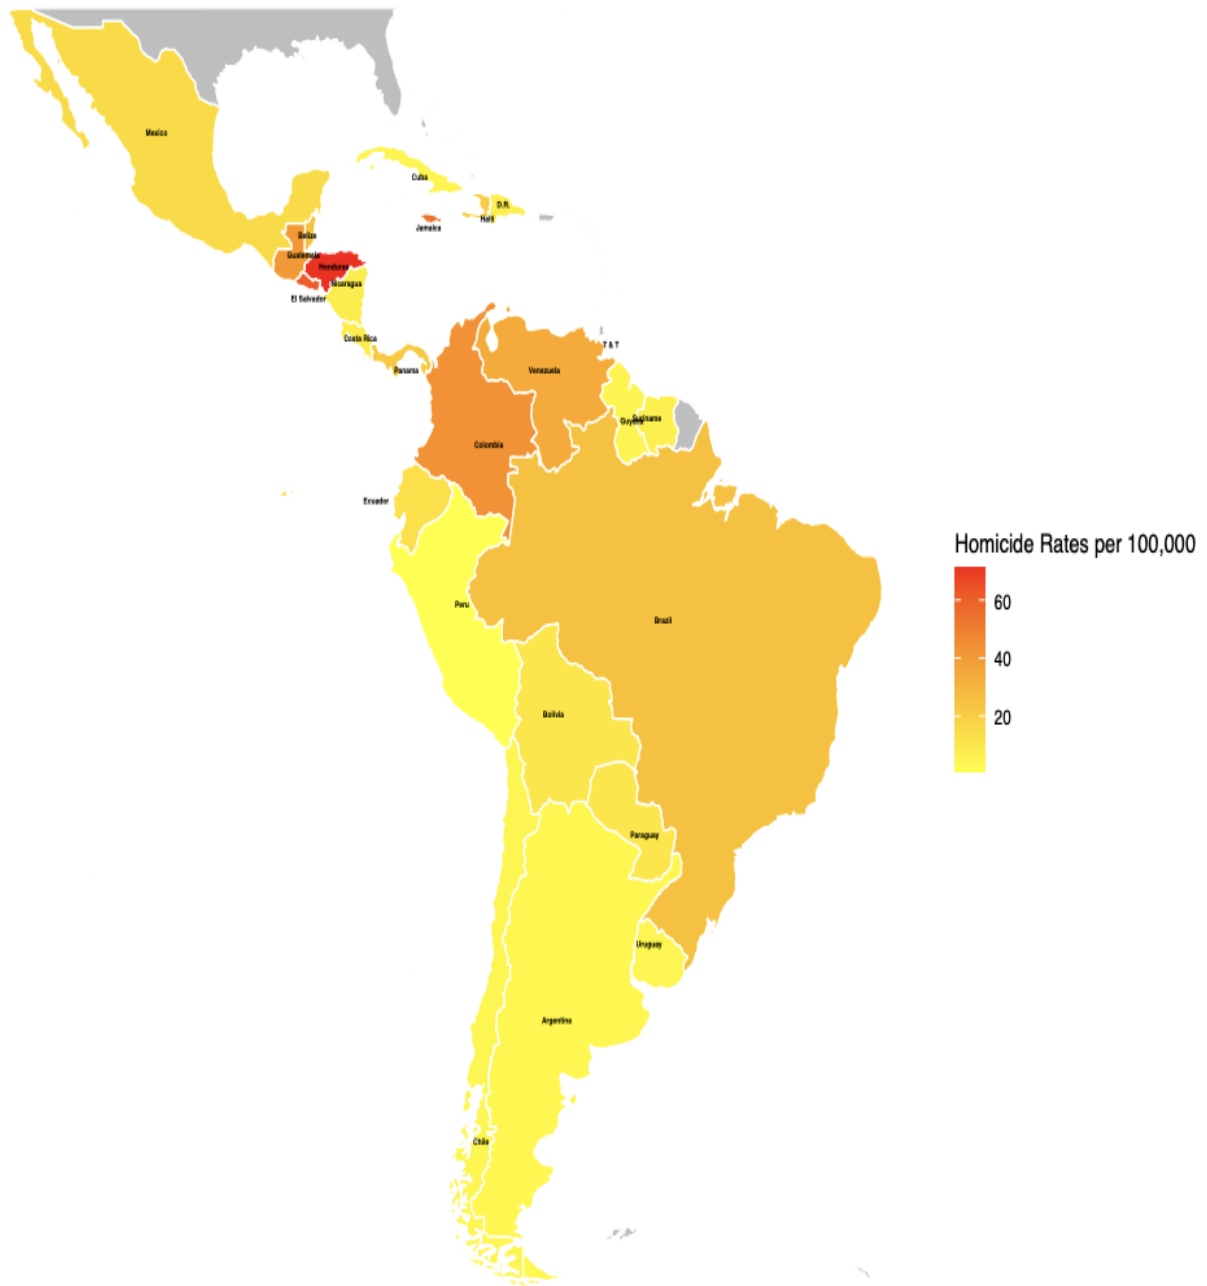 Mexico
Cuba
D.R.
Haiti
Jamaica
Belize
Guatemala
Honduras
Nicaragua
El Salvador
Costa Rica
T & T
Panama
Venezuela
Suriname
Guyana
Colombia
Ecuador
Homicide Rates per 100,000
60
40
20
Peru
Brazil
Bolivia
Paraguay
Uruguay
Argentina
Chile